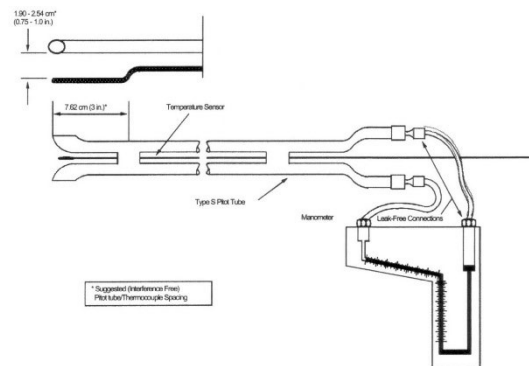 1.90 - 2.54 cm*
(0.75 - 1.0 in.)
7.62 cm (3 in.)*
Temperature Sensor
Type S Pitot Tube
Manometer
Leak-Free Connections
* Suggested (Interference Free)
Pitot tube/Thermocouple Spacing